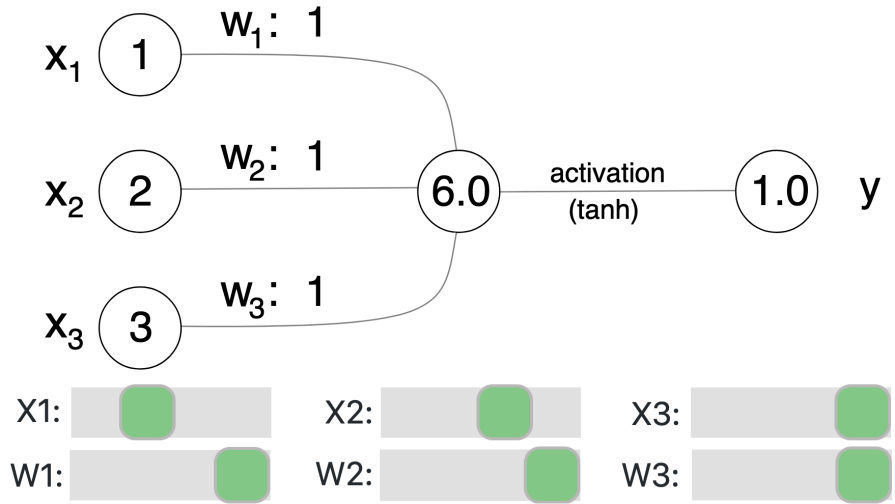 w1: 1
x1 1
w2: 1
x2 2 6.0 activation (tanh) 1.0 y
w3: 1
x3 3
X1: X2: X3:
W1: W2: W3: